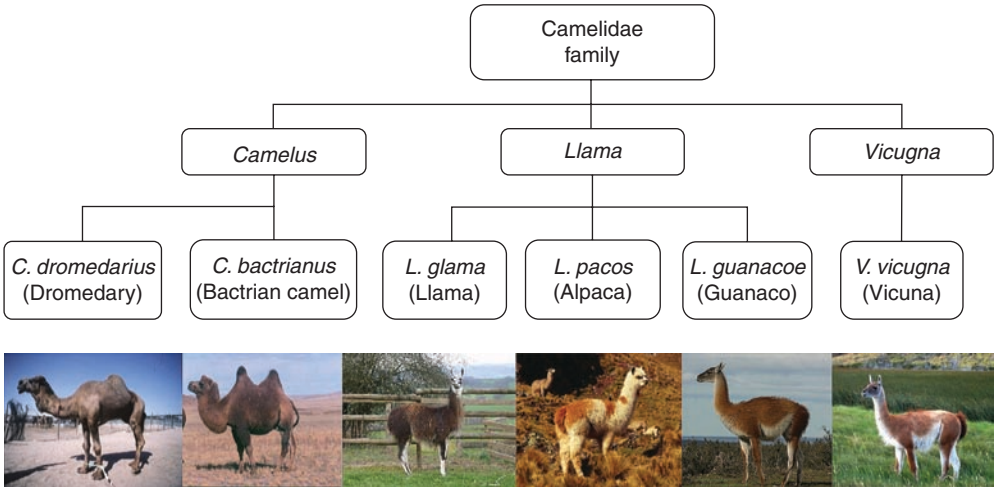 Camelidae
family
Camelus
Llama
Vicugna
C. dromedarius
(Dromedary)
C. bactrianus
(Bactrian camel)
L. glama
(Llama)
L. pacos
(Alpaca)
L. guanacoe
(Guanaco)
V. vicugna
(Vicuna)